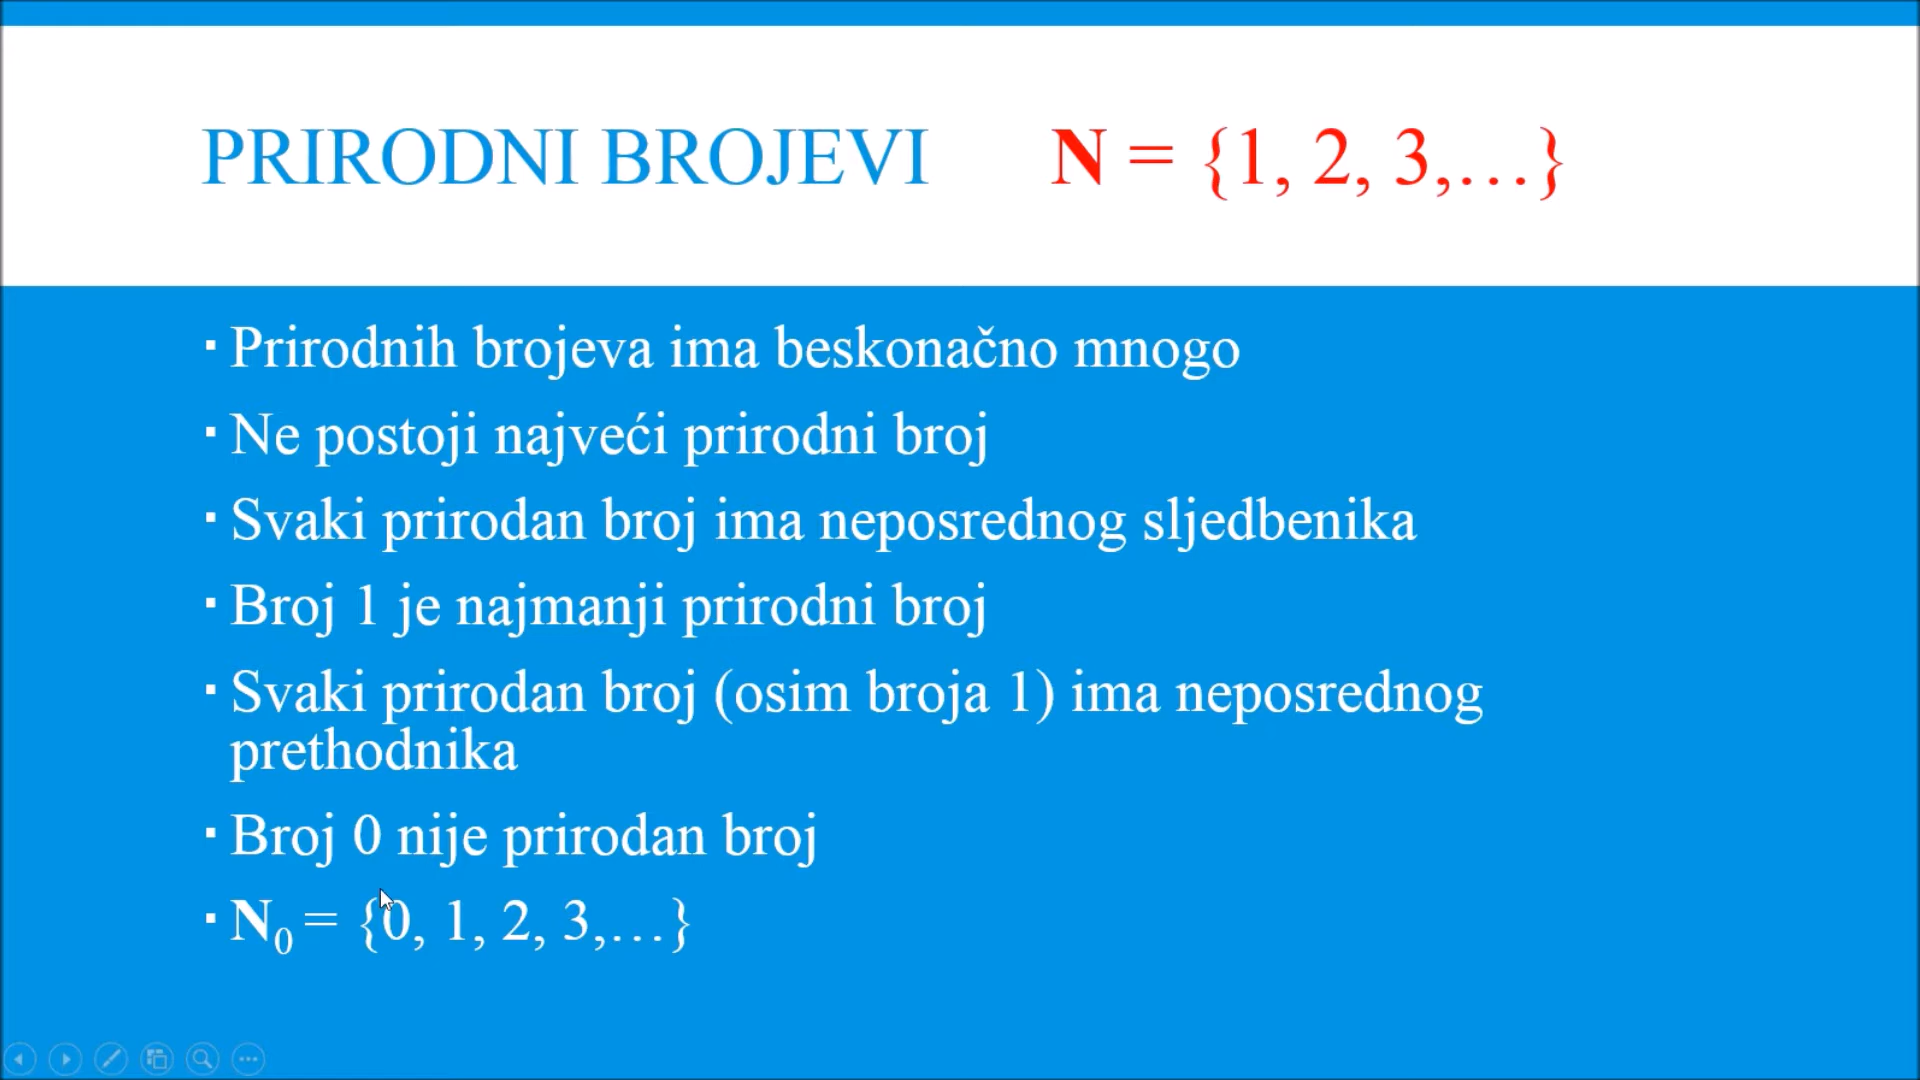 PRIRODNI BROJEVI N = {1, 2, 3,…}
▪ Prirodnih brojeva ima beskonačno mnogo
▪ Ne postoji najveći prirodni broj
▪ Svaki prirodan broj ima neposrednog sljedbenika
▪ Broj 1 je najmanji prirodni broj
▪ Svaki prirodan broj (osim broja 1) ima neposrednog
prethodnika
▪ Broj 0 nije prirodan broj
▪ N₀ = {0, 1, 2, 3,…}